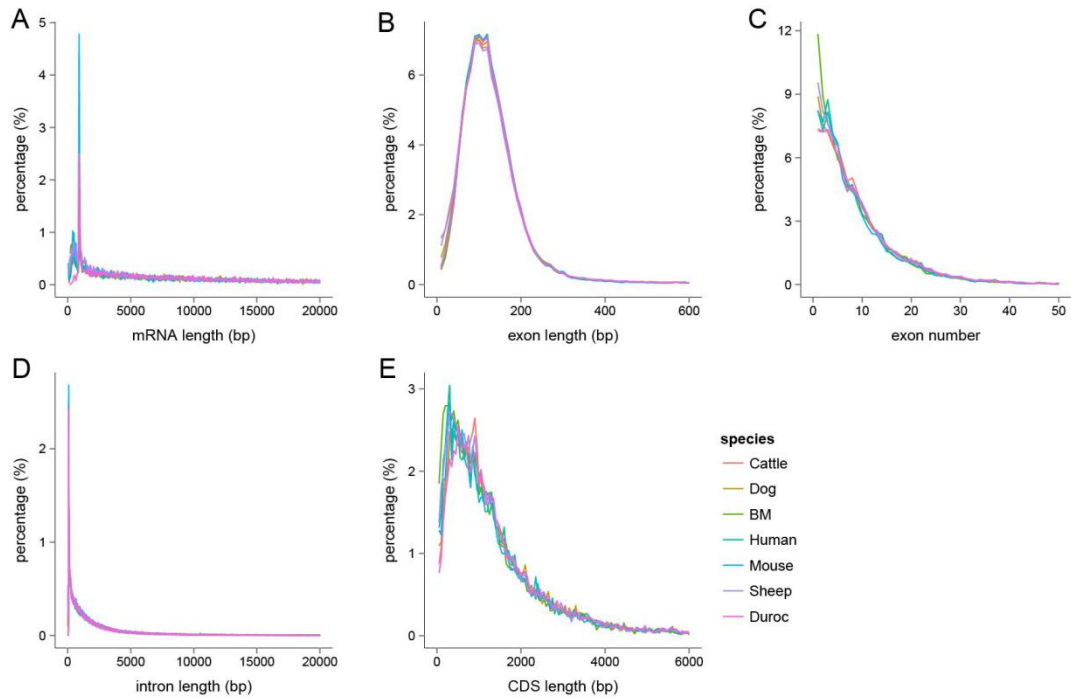 A
percentage (%)
5
4
3
2
1
0
0 5000 10000 15000 20000
mRNA length (bp)
B
percentage (%)
6
4
2
0
0 200 400 600
exon length (bp)
C
percentage (%)
12
9
6
3
0
0 10 20 30 40 50
exon number
D
percentage (%)
2
1
0
0 5000 10000 15000 20000
intron length (bp)
E
percentage (%)
3
2
1
0
0 2000 4000 6000
CDS length (bp)
species
Cattle
Dog
BM
Human
Mouse
Sheep
Duroc